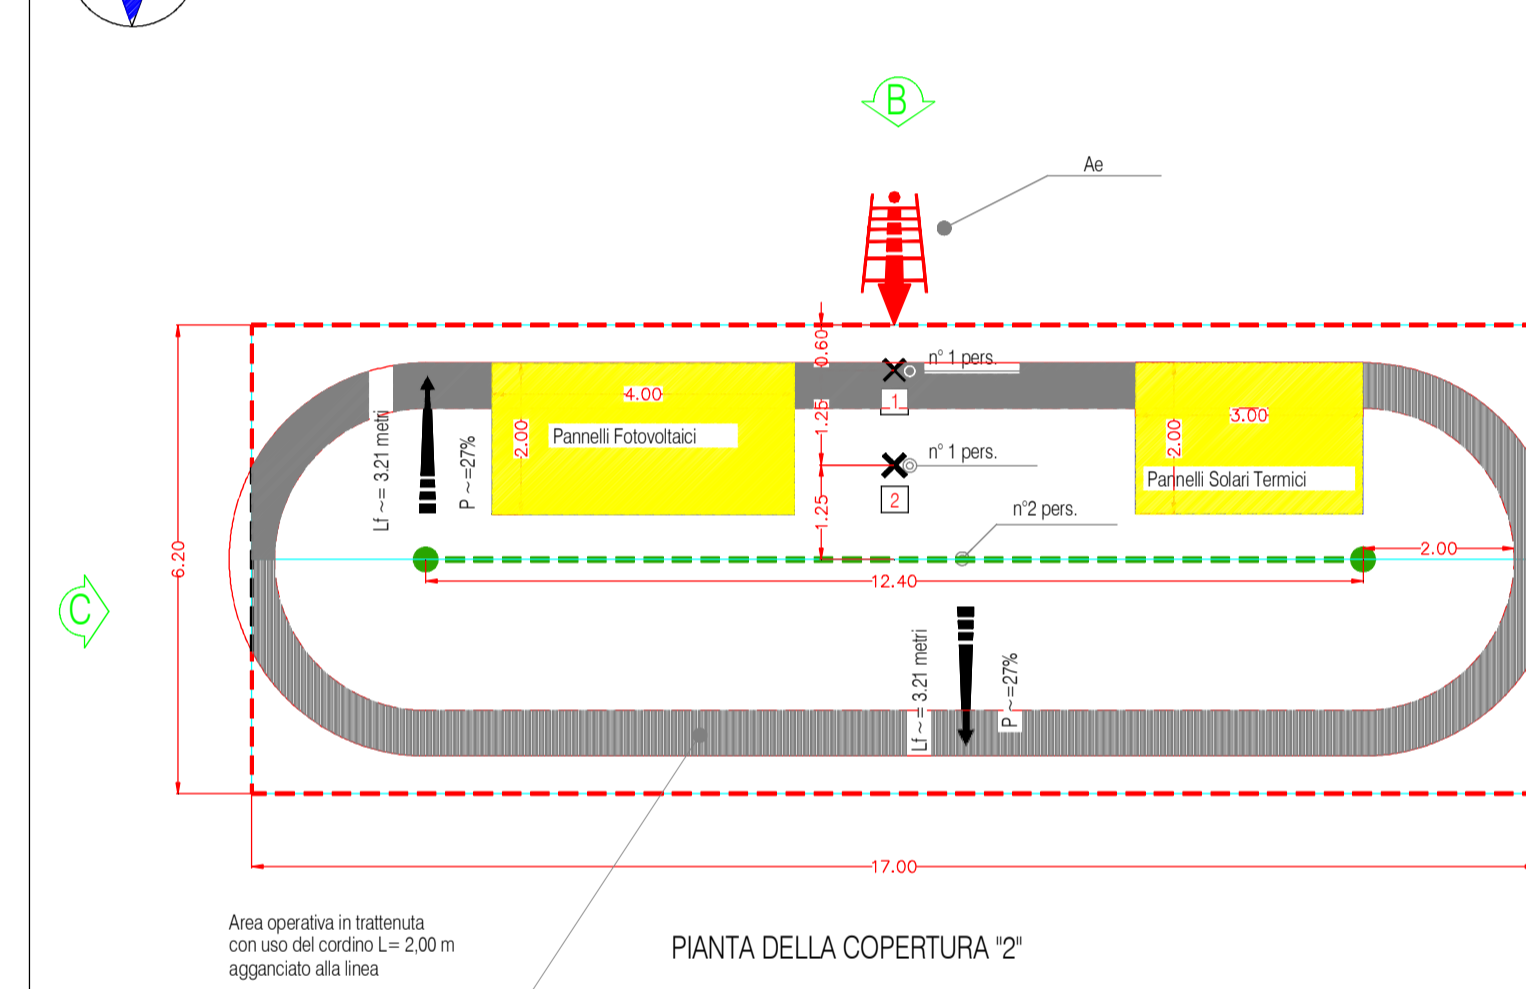 B
Ae
0.60
n° 1 pers.
4.00
1
1.25
3.00
2.00
Pannelli Fotovoltaici
2.00
Lf ~= 3.21 metri
P ~=27%
n° 1 pers.
Pannelli Solari Termici
2
1.25
n°2 pers.
2.00
6.20
12.40
C
Lf ~= 3.21 metri
P ~=27%
17.00
Area operativa in trattenuta
con uso del cordino L= 2,00 m
agganciato alla linea
PIANTA DELLA COPERTURA "2"